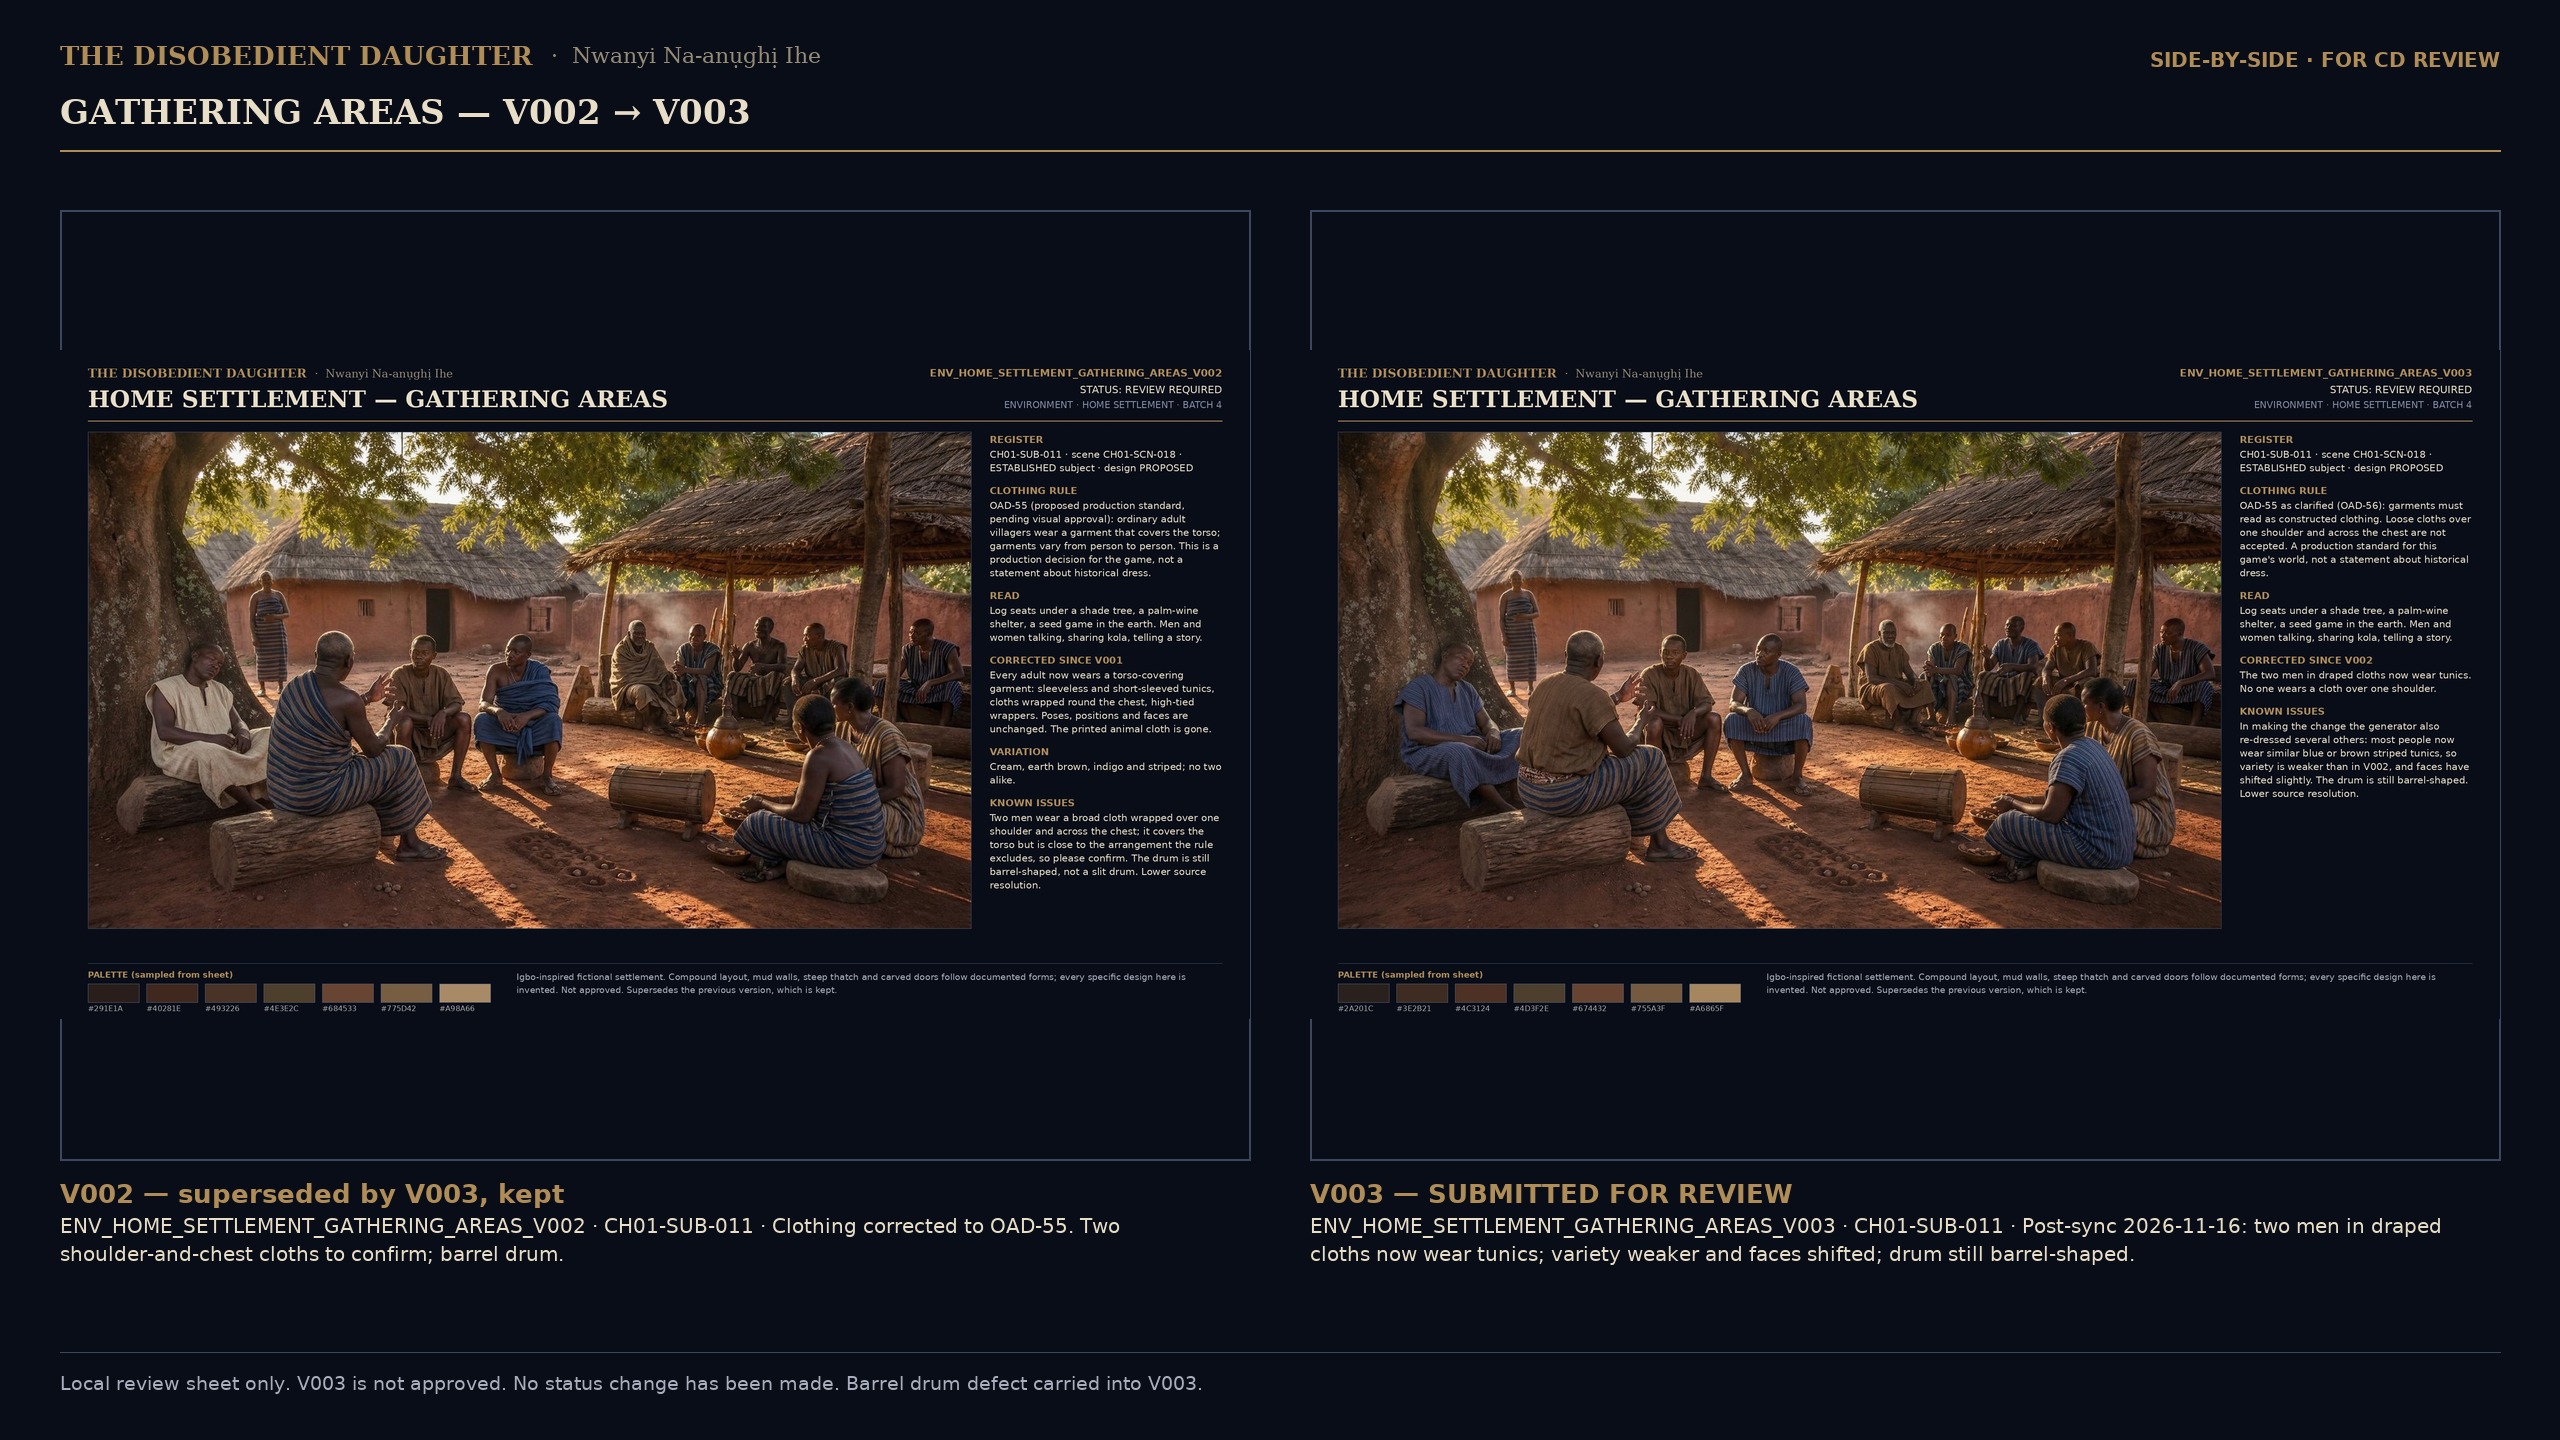 THE DISOBEDIENT DAUGHTER · Nwanyi Na-anụghị Ihe
SIDE-BY-SIDE · FOR CD REVIEW
GATHERING AREAS — V002 → V003
THE DISOBEDIENT DAUGHTER · Nwanyi Na-anụghị Ihe
HOME SETTLEMENT — GATHERING AREAS
ENV_HOME_SETTLEMENT_GATHERING_AREAS_V002
STATUS: REVIEW REQUIRED
ENVIRONMENT · HOME SETTLEMENT · BATCH 4
REGISTER
CH01-SUB-011 · scene CH01-SCN-018 ·
ESTABLISHED subject · design PROPOSED
CLOTHING RULE
OAD-55 (proposed production standard,
pending visual approval): ordinary adult
villagers wear a garment that covers the torso;
garments vary from person to person. This is a
production decision for the game, not a
statement about historical dress.
READ
Log seats under a shade tree, a palm-wine
shelter, a seed game in the earth. Men and
women talking, sharing kola, telling a story.
CORRECTED SINCE V001
Every adult now wears a torso-covering
garment: sleeveless and short-sleeved tunics,
cloths wrapped round the chest, high-tied
wrappers. Poses, positions and faces are
unchanged. The printed animal cloth is gone.
VARIATION
Cream, earth brown, indigo and striped; no two
alike.
KNOWN ISSUES
Two men wear a broad cloth wrapped over one
shoulder and across the chest; it covers the
torso but is close to the arrangement the rule
excludes, so please confirm. The drum is still
barrel-shaped, not a slit drum. Lower source
resolution.
PALETTE (sampled from sheet)
#291E1A #40281E #493226 #4E3E2C #684533 #775D42 #A98A66
Igbo-inspired fictional settlement. Compound layout, mud walls, steep thatch and carved doors follow documented forms; every specific design here is
invented. Not approved. Supersedes the previous version, which is kept.
THE DISOBEDIENT DAUGHTER · Nwanyi Na-anụghị Ihe
HOME SETTLEMENT — GATHERING AREAS
ENV_HOME_SETTLEMENT_GATHERING_AREAS_V003
STATUS: REVIEW REQUIRED
ENVIRONMENT · HOME SETTLEMENT · BATCH 4
REGISTER
CH01-SUB-011 · scene CH01-SCN-018 ·
ESTABLISHED subject · design PROPOSED
CLOTHING RULE
OAD-55 as clarified (OAD-56): garments must
read as constructed clothing. Loose cloths over
one shoulder and across the chest are not
accepted. A production standard for this
game's world, not a statement about historical
dress.
READ
Log seats under a shade tree, a palm-wine
shelter, a seed game in the earth. Men and
women talking, sharing kola, telling a story.
CORRECTED SINCE V002
The two men in draped cloths now wear tunics.
No one wears a cloth over one shoulder.
KNOWN ISSUES
In making the change the generator also
re-dressed several others: most people now
wear similar blue or brown striped tunics, so
variety is weaker than in V002, and faces have
shifted slightly. The drum is still barrel-shaped.
Lower source resolution.
PALETTE (sampled from sheet)
#2A201C #3E2B21 #4C3124 #4D3F2E #674432 #755A3F #A6865F
Igbo-inspired fictional settlement. Compound layout, mud walls, steep thatch and carved doors follow documented forms; every specific design here is
invented. Not approved. Supersedes the previous version, which is kept.
V002 — superseded by V003, kept
ENV_HOME_SETTLEMENT_GATHERING_AREAS_V002 · CH01-SUB-011 · Clothing corrected to OAD-55. Two
shoulder-and-chest cloths to confirm; barrel drum.
V003 — SUBMITTED FOR REVIEW
ENV_HOME_SETTLEMENT_GATHERING_AREAS_V003 · CH01-SUB-011 · Post-sync 2026-11-16: two men in draped
cloths now wear tunics; variety weaker and faces shifted; drum still barrel-shaped.
Local review sheet only. V003 is not approved. No status change has been made. Barrel drum defect carried into V003.